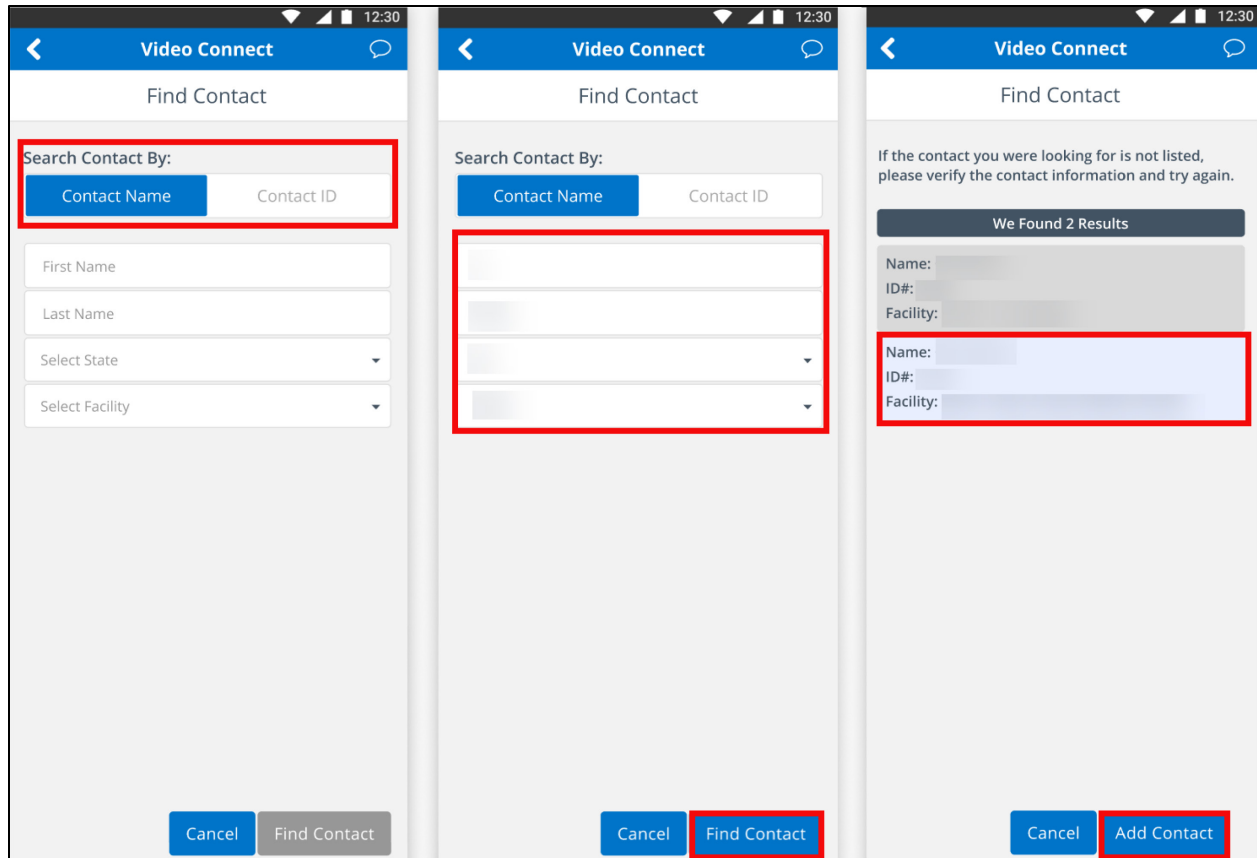 12:30
Video Connect
Find Contact
Search Contact By:
Contact Name
Contact ID
First Name
Last Name
Select State
Select Facility
Cancel
Find Contact
12:30
Video Connect
Find Contact
Search Contact By:
Contact Name
Contact ID
Cancel
Find Contact
12:30
Video Connect
Find Contact
If the contact you were looking for is not listed,
please verify the contact information and try again.
We Found 2 Results
Name:
ID#:
Facility:
Name:
ID#:
Facility:
Cancel
Add Contact